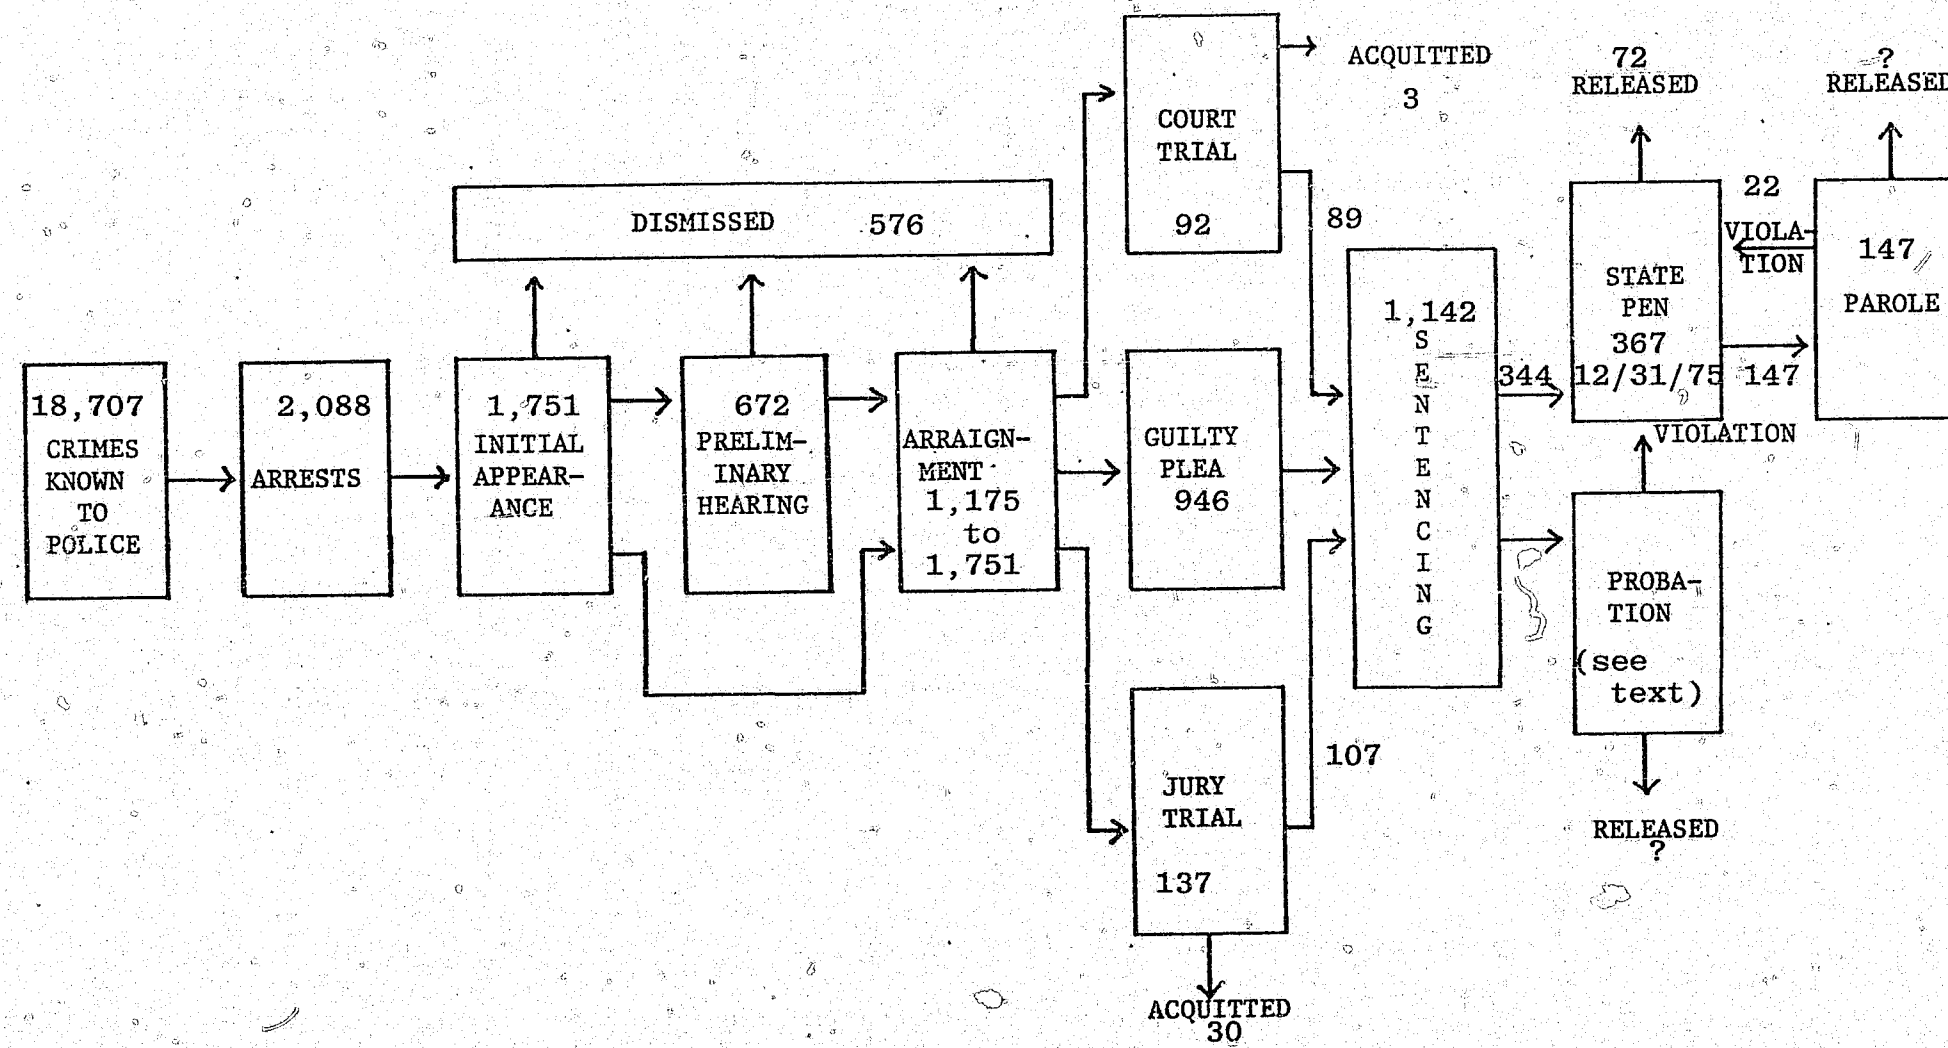 18,707
CRIMES
KNOWN
TO
POLICE
2,088
ARRESTS
1,751
INITIAL
APPEAR-
ANCE
DISMISSED 576
672
PRELIM-
INARY
HEARING
ARRAIGN-
MENT
1,175
to
1,751
COURT
TRIAL
92
ACQUITTED
3
89
GUILTY
PLEA
946
JURY
TRIAL
137
107
ACQUITTED
30
1,142
S
E
N
T
E
N
C
I
N
G
344
72
RELEASED
STATE
PEN
367
12/31/75
22
VIOLA-
TION
147
?
RELEASED
147
PAROLE
VIOLATION
PROBA-
TION
(see
text)
RELEASED
?